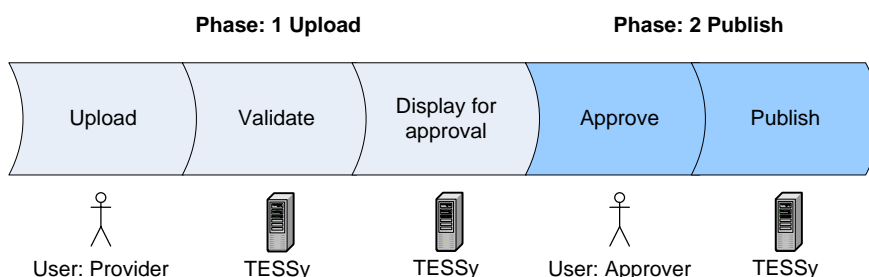 Phase: 1 Upload
Phase: 2 Publish
Upload
Validate
Display for
approval
Approve
Publish
User: Provider
TESSy
TESSy
User: Approver
TESSy